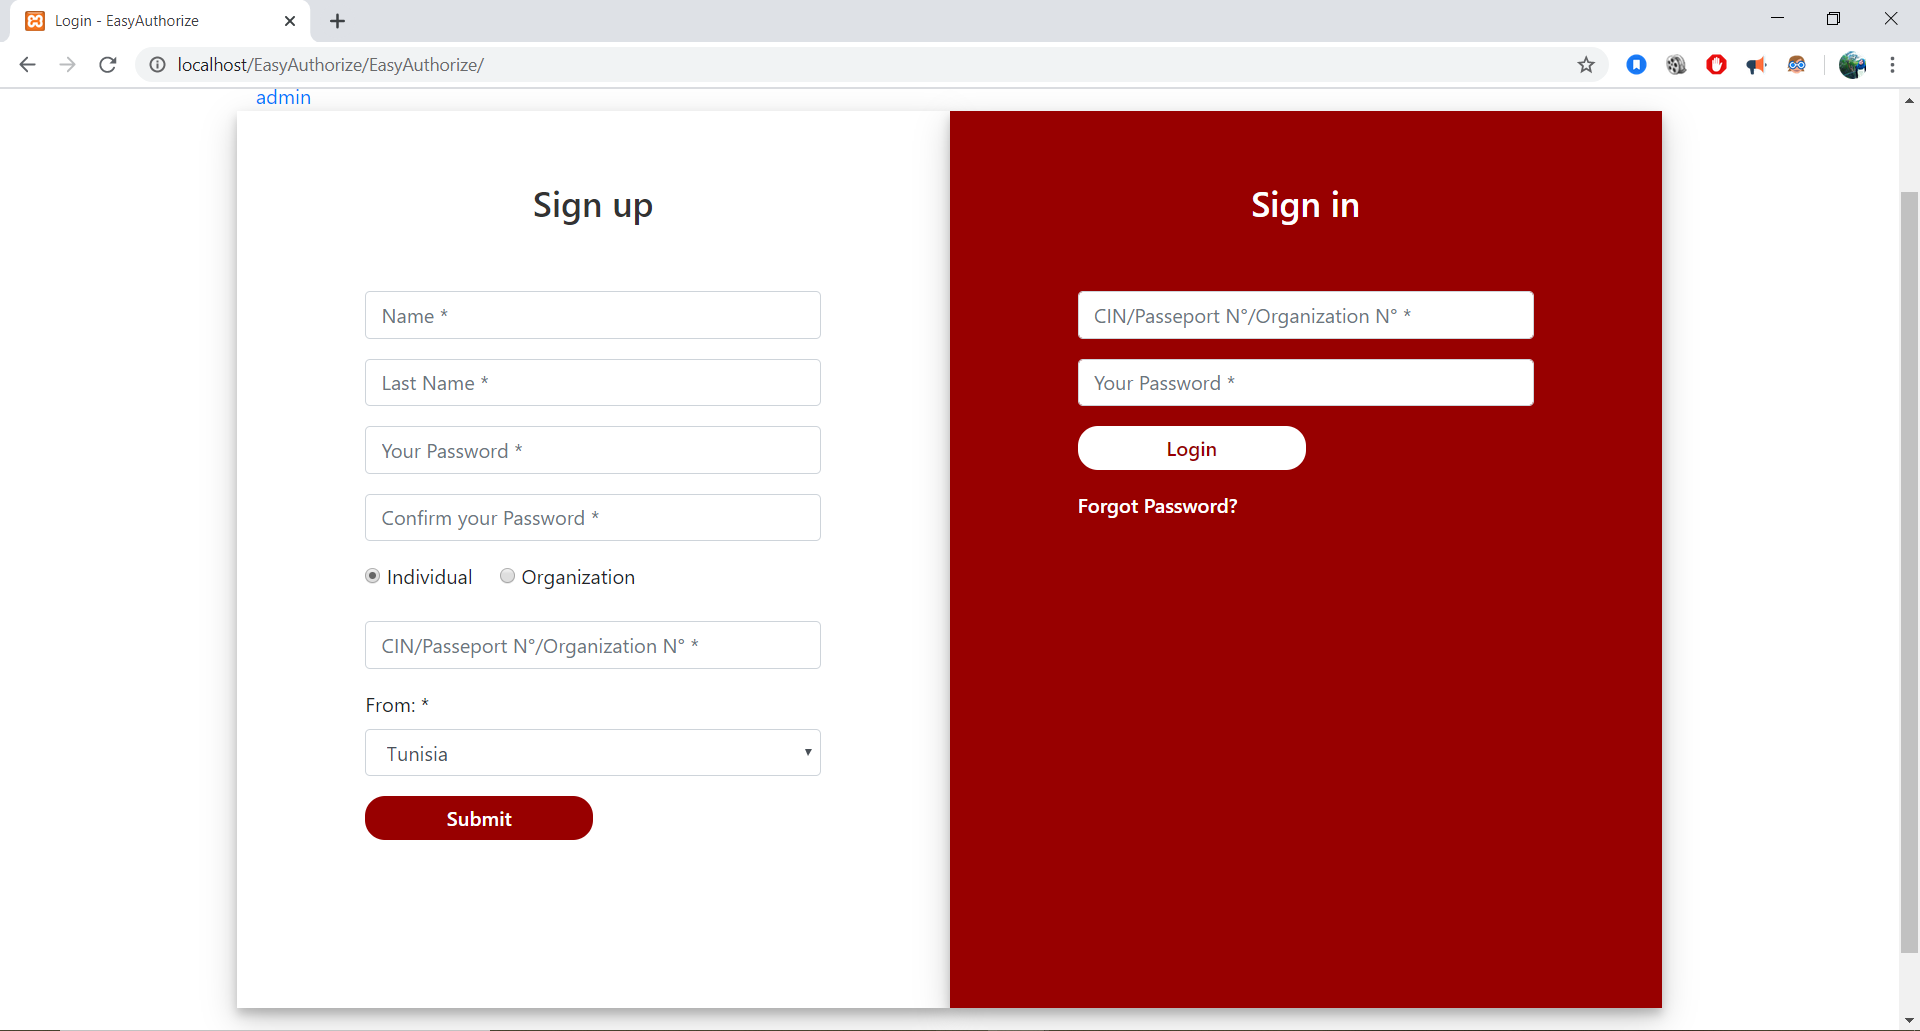 Login - EasyAuthorize
localhost/EasyAuthorize/EasyAuthorize/
admin
Sign up
Name *
Last Name *
Your Password *
Confirm your Password *
Individual Organization
CIN/Passeport N°/Organization N° *
From: *
Tunisia
Submit
Sign in
CIN/Passeport N°/Organization N° *
Your Password *
Login
Forgot Password?